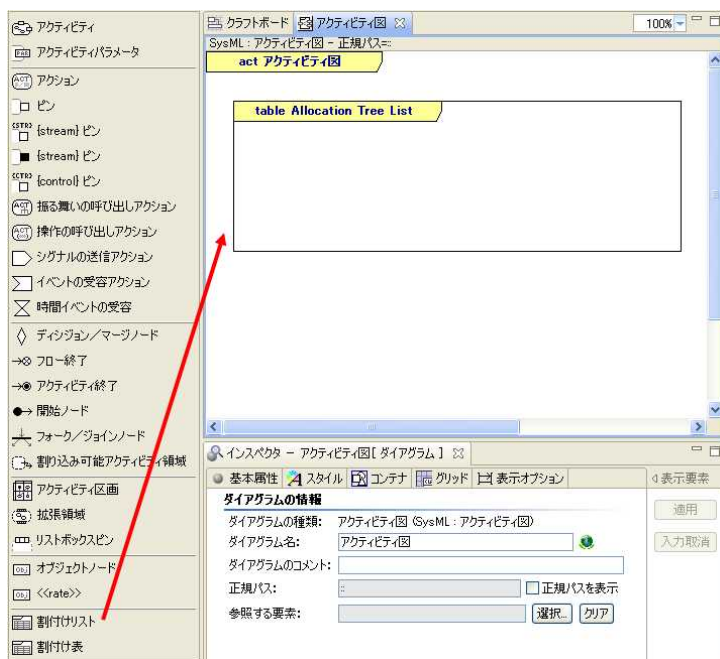 アクティビティ
アクティビティパラメータ
アクション
ピン
{stream} ピン
{stream} ピン
{control} ピン
振る舞いの呼び出しアクション
操作の呼び出しアクション
シグナルの送信アクション
イベントの受容アクション
時間イベントの受容
ディシジョン／マージノード
フロー終了
アクティビティ終了
開始ノード
フォーク／ジョインノード
割り込み可能アクティビティ領域
アクティビティ区画
拡張領域
リストボックスピン
オブジェクトノード
<<rate>>
割付けリスト
割付け表
クラフトボード アクティビティ図 100%
SysML : アクティビティ図 - 正規パス=::
act アクティビティ図
table Allocation Tree List
インスペクタ - アクティビティ図[ ダイアグラム ]
基本属性 スタイル コンテナ グリッド 表示オプション 表示要素
ダイアグラムの情報
ダイアグラムの種類: アクティビティ図 (SysML : アクティビティ図)
ダイアグラム名: アクティビティ図
ダイアグラムのコメント:
正規パス: :: 正規パスを表示
参照する要素: 選択... クリア
適用
入力取消